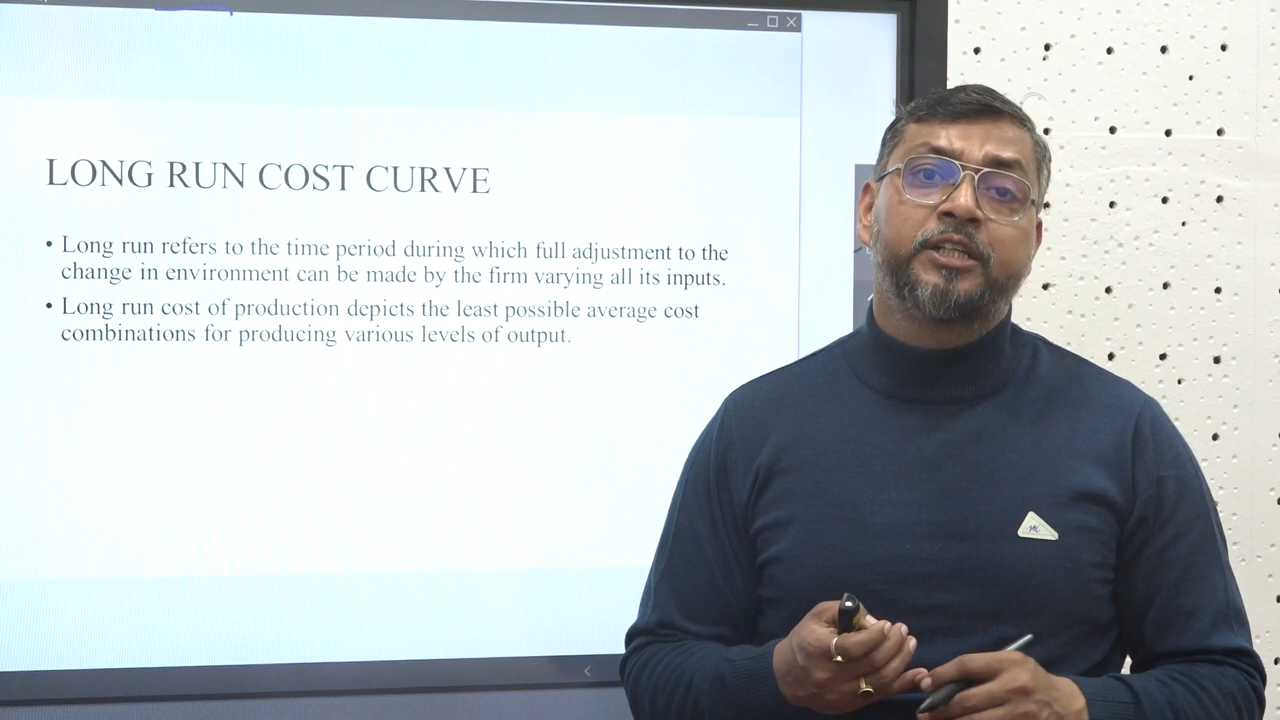 LONG RUN COST CURVE
• Long run refers to the time period during which full adjustment to the
change in environment can be made by the firm varying all its inputs.
• Long run cost of production depicts the least possible average cost
combinations for producing various levels of output.